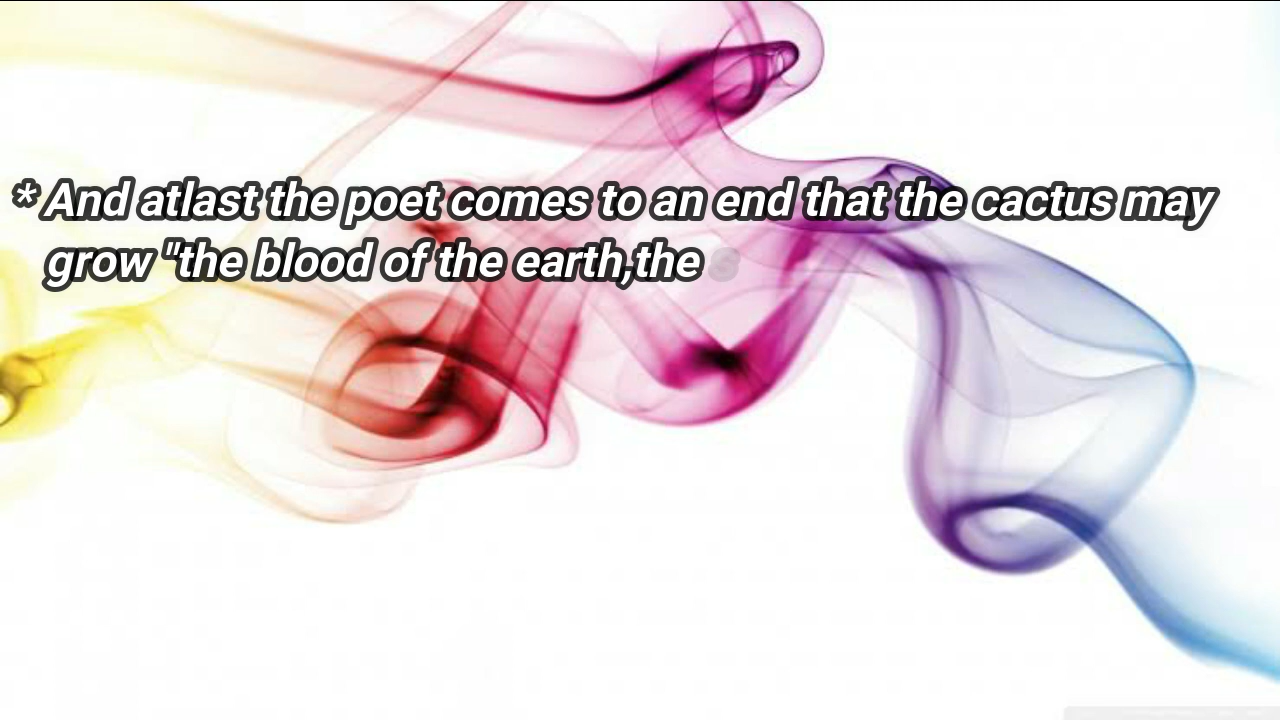 * And atlast the poet comes to an end that the cactus may
grow "the blood of the earth,the